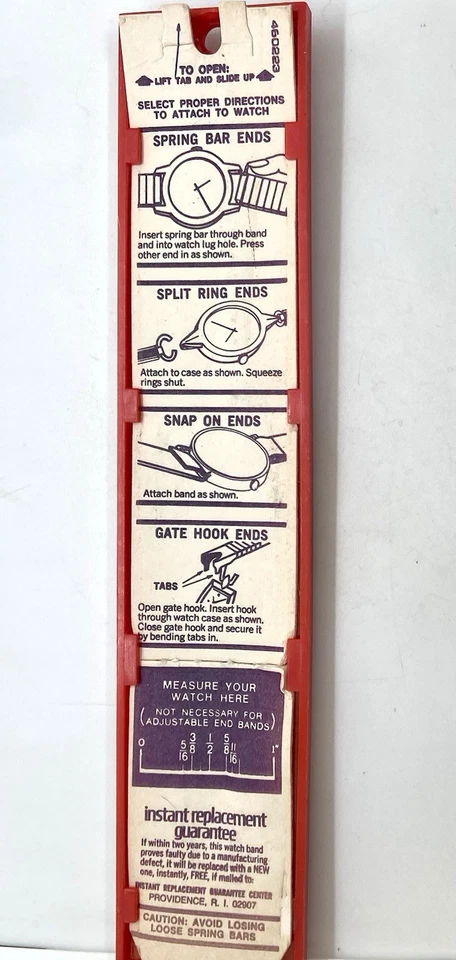 460223
TO OPEN:
LIFT TAB AND SLIDE UP
SELECT PROPER DIRECTIONS
TO ATTACH TO WATCH
SPRING BAR ENDS
Insert spring bar through band
and into watch lug hole. Press
other end in as shown.
SPLIT RING ENDS
Attach to case as shown. Squeeze
rings shut.
SNAP ON ENDS
Attach band as shown.
GATE HOOK ENDS
TABS
Open gate hook. Insert hook
through watch case as shown.
Close gate hook and secure it
by bending tabs in.
MEASURE YOUR
WATCH HERE
(NOT NECESSARY FOR
ADJUSTABLE END BANDS)
0 5/16 3/8 1/2 5/8 11/16 1"
instant replacement
guarantee
If within two years, this watch band
proves faulty due to a manufacturing
defect, it will be replaced with a NEW
one, instantly, FREE, if mailed to:
INSTANT REPLACEMENT GUARANTEE CENTER
PROVIDENCE, R. I. 02907
CAUTION: AVOID LOSING
LOOSE SPRING BARS